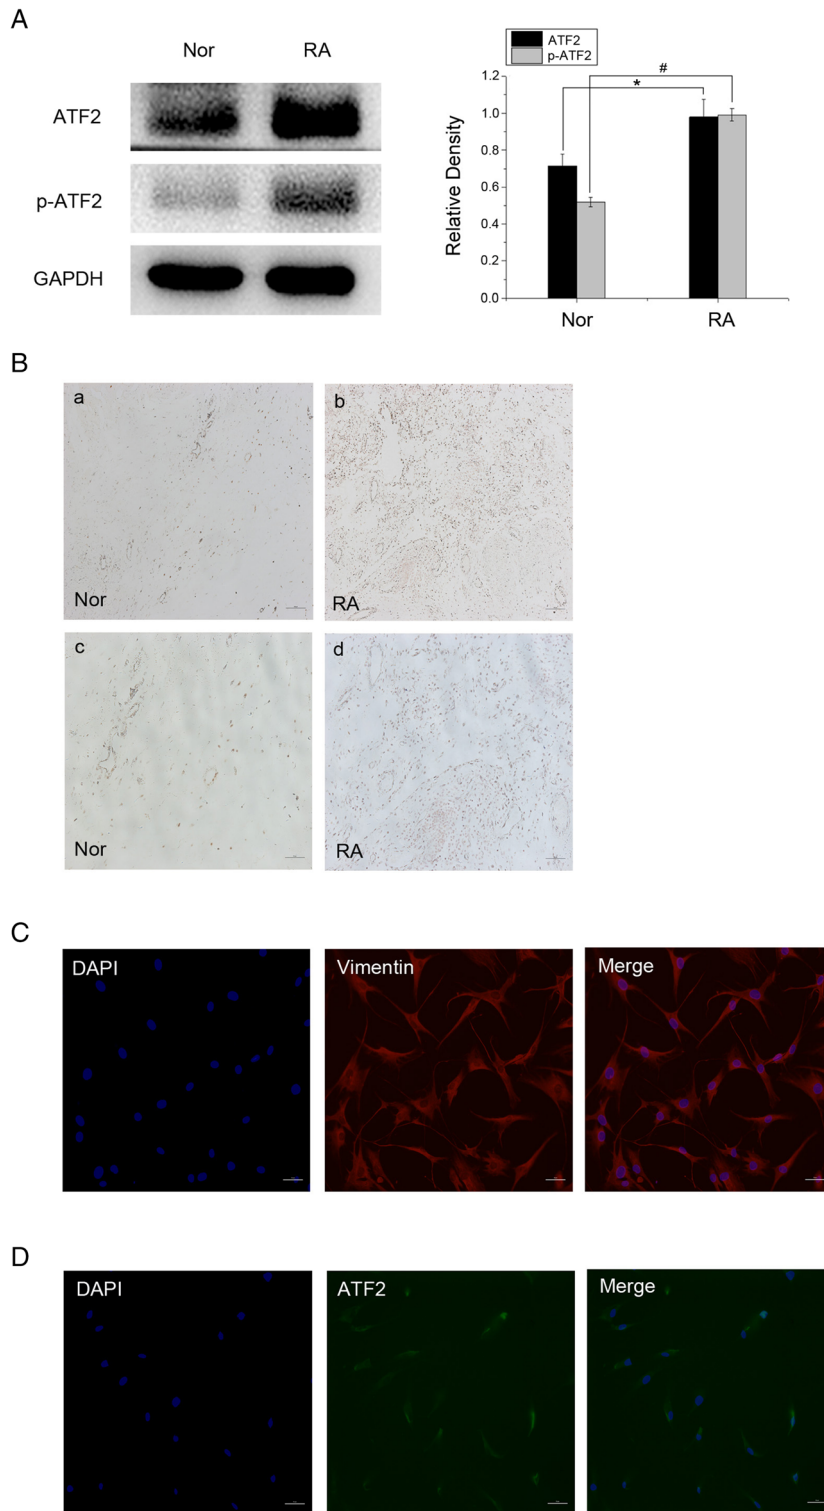 A
Nor RA
ATF2
p-ATF2
GAPDH
ATF2
p-ATF2
Relative Density
1.2
1.0
0.8
0.6
0.4
0.2
0.0
*
#
Nor RA
B
a
Nor
b
RA
c
Nor
d
RA
C
DAPI
Vimentin
Merge
D
DAPI
ATF2
Merge